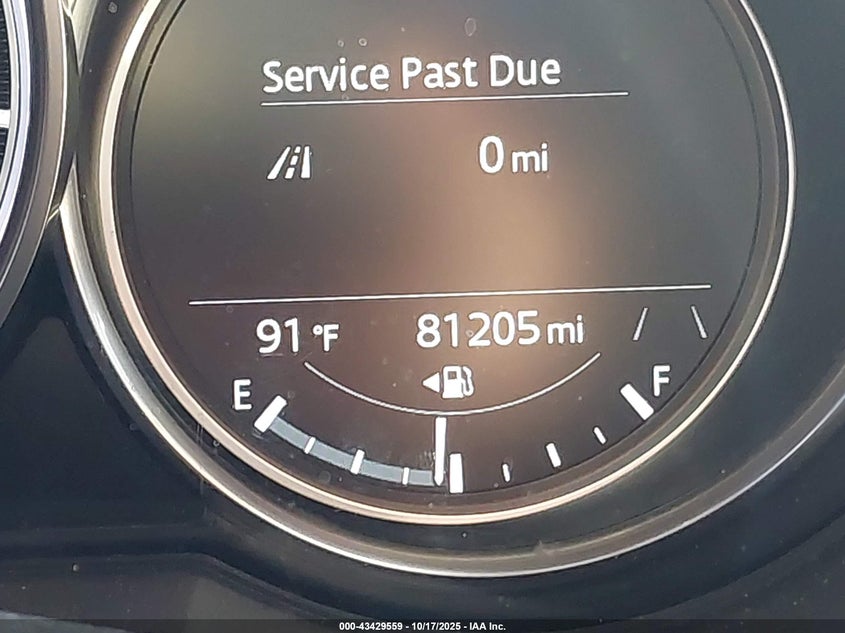 Service Past Due
0 mi
91 °F 81205 mi
E F
000-43429559 - 10/17/2025 - IAA Inc.